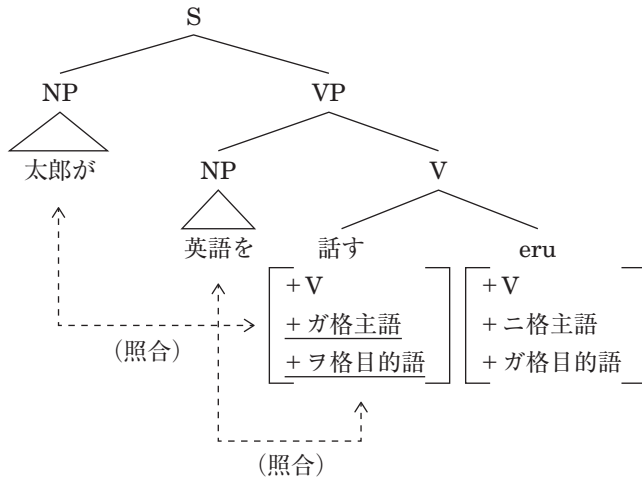 S
NP VP
太郎が NP V
英語を 話す eru
+V +V
+ガ格主語 +ニ格主語
(照合) +ヲ格目的語 +ガ格目的語
(照合)